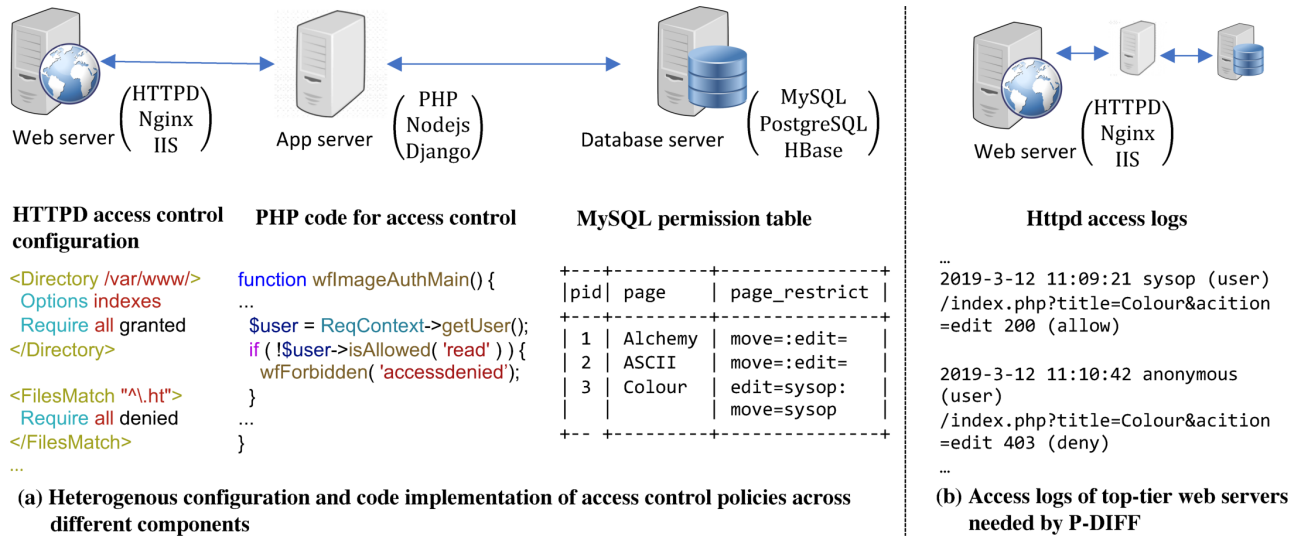 Web server
HTTPD
Nginx
IIS
App server
PHP
Nodejs
Django
Database server
MySQL
PostgreSQL
HBase
HTTPD access control
configuration
<Directory /var/www/>
Options indexes
Require all granted
</Directory>
<FilesMatch "^\.ht">
Require all denied
</FilesMatch>
...
PHP code for access control
function wfImageAuthMain() {
...
$user = ReqContext->getUser();
if ( !$user->isAllowed( 'read' ) ) {
wfForbidden( 'accessdenied');
}
...
}
MySQL permission table
+---+---------+---------------+
|pid| page | page_restrict |
+---+---------+---------------+
| 1 | Alchemy | move=:edit= |
| 2 | ASCII | move=:edit= |
| 3 | Colour | edit=sysop: |
| | | move=sysop |
+-- +---------+---------------+
(a) Heterogenous configuration and code implementation of access control policies across
different components
Web server
HTTPD
Nginx
IIS
Httpd access logs
…
2019-3-12 11:09:21 sysop (user)
/index.php?title=Colour&acition
=edit 200 (allow)
2019-3-12 11:10:42 anonymous
(user)
/index.php?title=Colour&acition
=edit 403 (deny)
…
(b) Access logs of top-tier web servers
needed by P-DIFF